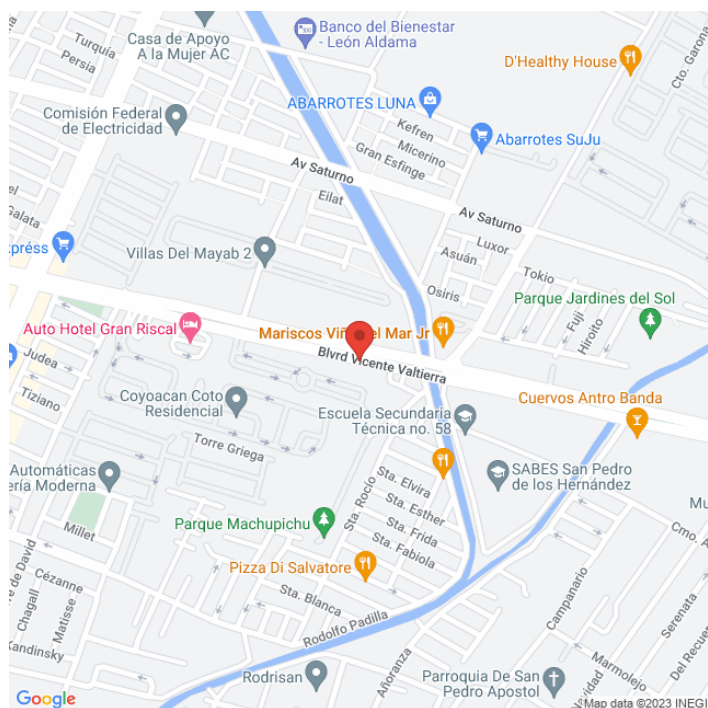 Casa de Apoyo
A la Mujer AC
Turquía
Persia
Banco del Bienestar
- León Aldama
D'Healthy House
Cto. Garona
Comisión Federal
de Electricidad
ABARROTES LUNA
Kefren
Micerino
Gran Esfinge
Abarrotes SuJu
Av Saturno
Eilat
Av Saturno
Galata
Luxor
Asuán
Villas Del Mayab 2
Tokio
Osiris
Parque Jardines del Sol
Fuji
Hiroito
Auto Hotel Gran Riscal
Mariscos Viña del Mar Jr
Blvrd Vicente Valtierra
Judea
Tiziano
Coyoacan Coto
Residencial
Cuervos Antro Banda
Escuela Secundaria
Técnica no. 58
Torre Griega
Automáticas
ería Moderna
SABES San Pedro
de los Hernández
Sta. Elvira
Sta. Rocío
Sta. Esther
Millet
Parque Machupichu
Sta. Frida
Cmo. A
Sta. Fabiola
Pizza Di Salvatore
Cézanne
Sta. Blanca
Campanario
Serenata
Chagall
Matisse
Rodolfo Padilla
Kandinsky
Añoranza
Marmolejo
Del Recuer
Rodrisan
Parroquia De San
Pedro Apostol
Google
Map data ©2023 INEGI